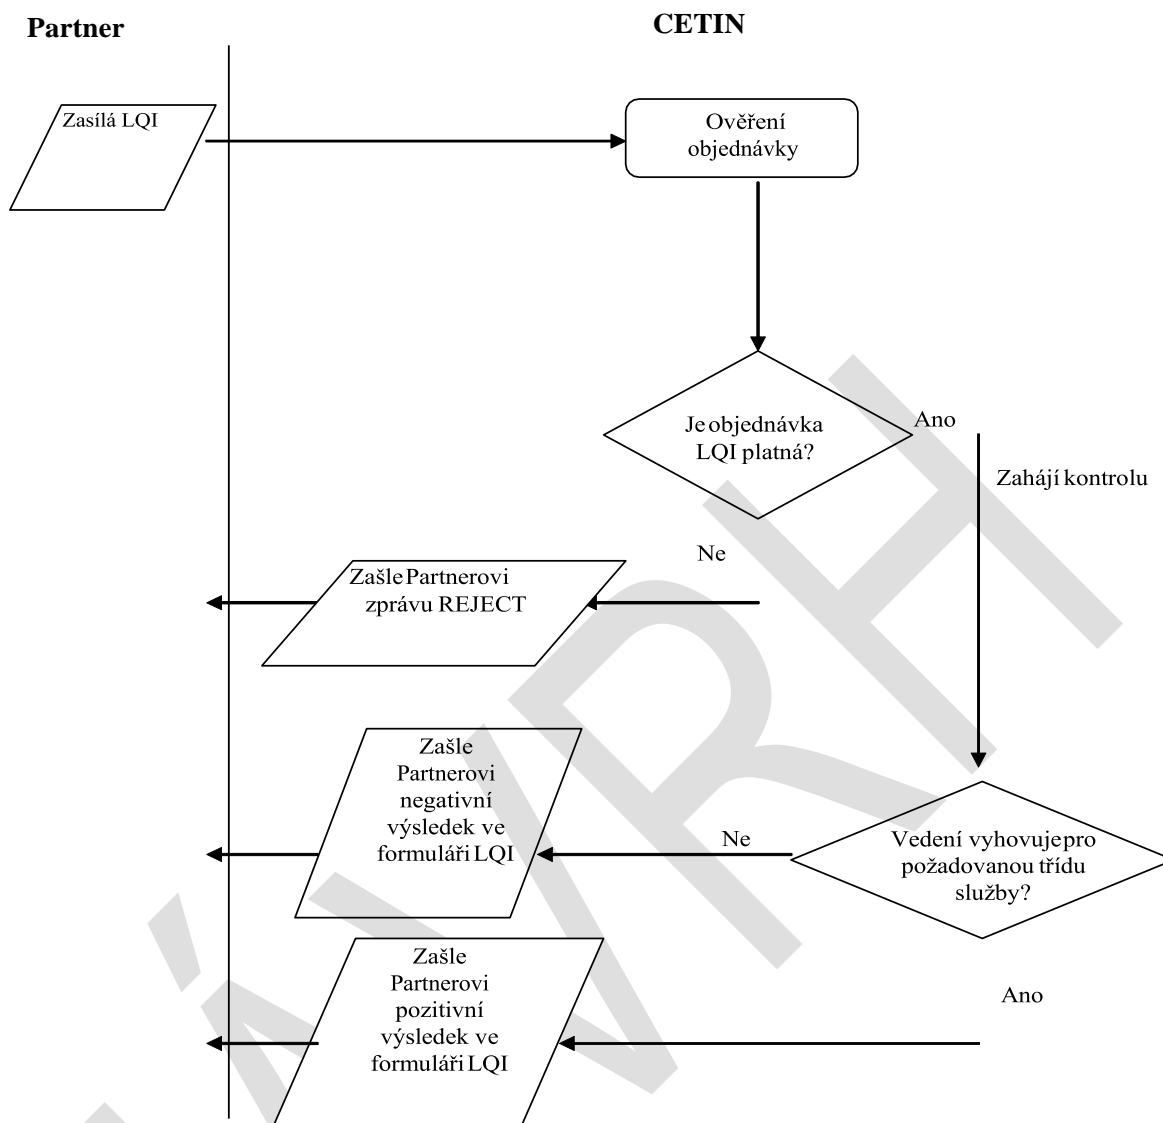 Partner
CETIN
Zasílá LQI
Ověření
objednávky
Je objednávka
LQI platná?
Ano
Zahájí kontrolu
Ne
Zašle Partnerovi
zprávu REJECT
Zašle
Partnerovi
negativní
výsledek ve
formuláři LQI
Ne
Vedení vyhovuje pro
požadovanou třídu
služby?
Zašle
Partnerovi
pozitivní
výsledek ve
formuláři LQI
Ano
ÁVRH